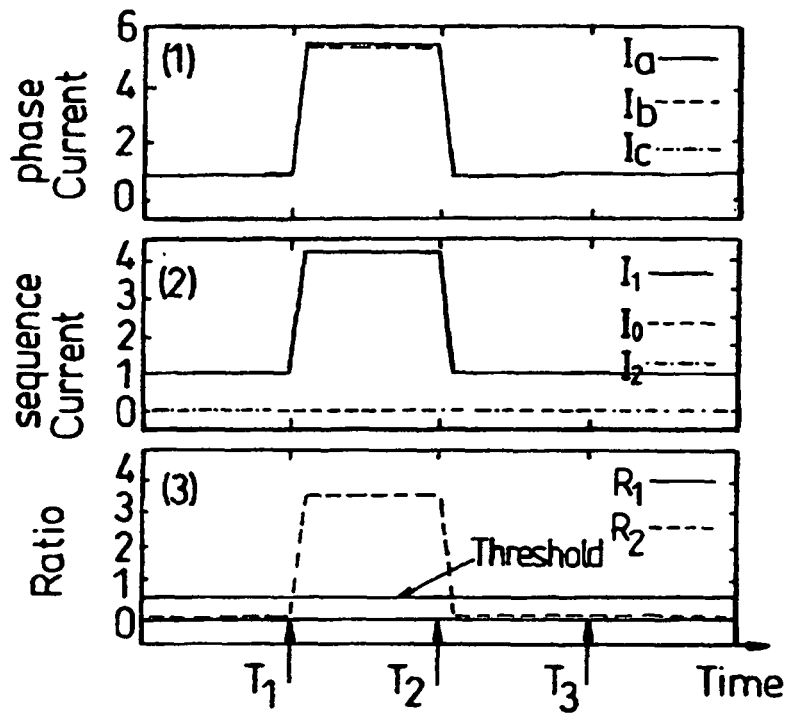 phase Current
6
4
2
0
(1)
Ia
Ib
Ic
sequence Current
4
3
2
1
0
(2)
I1
I0
I2
Ratio
4
3
2
1
0
(3)
R1
R2
Threshold
T1
T2
T3
Time